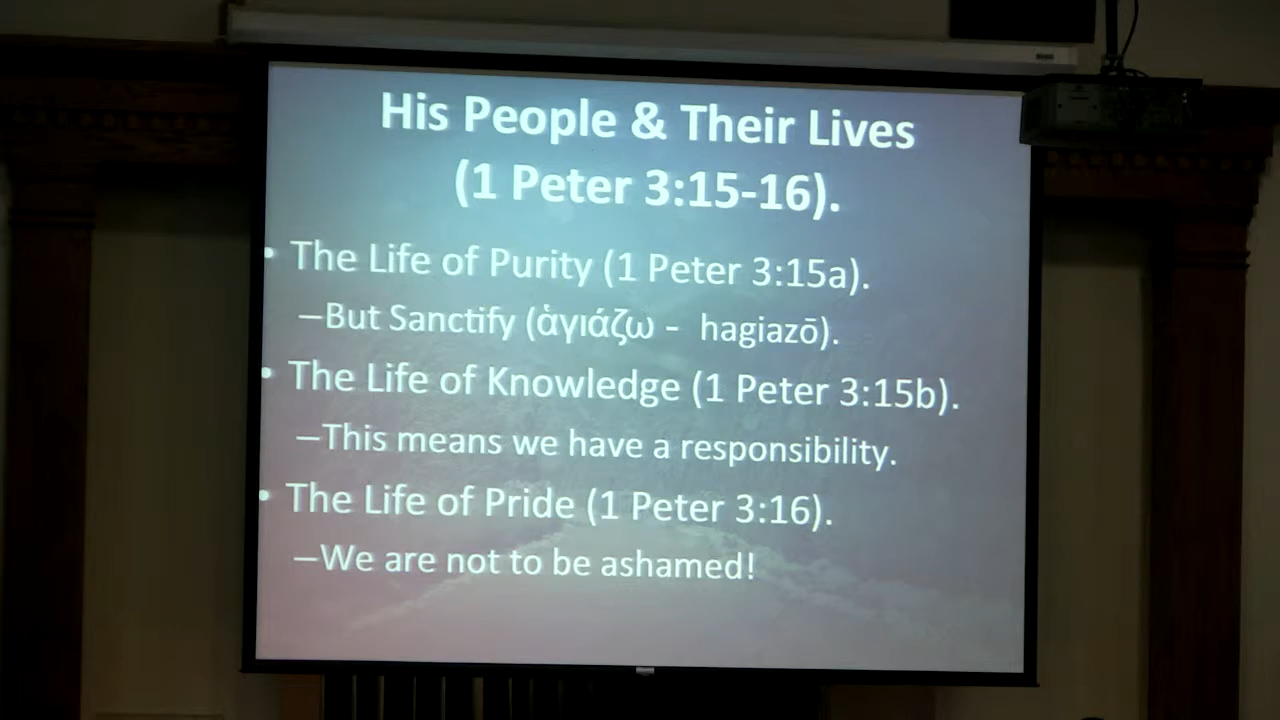 His People & Their Lives
(1 Peter 3:15-16).
• The Life of Purity (1 Peter 3:15a).
–But Sanctify (ἁγιάζω - hagiazō).
• The Life of Knowledge (1 Peter 3:15b).
–This means we have a responsibility.
• The Life of Pride (1 Peter 3:16).
–We are not to be ashamed!